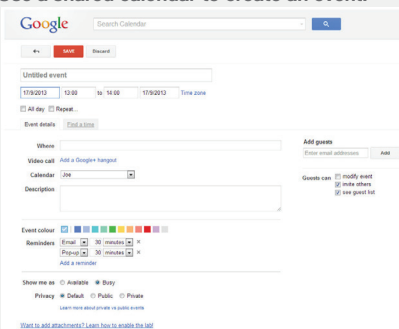 Use a shared calendar to create an event.
Google Search Calendar
SAVE Discard
Untitled event
17/9/2013 13:00 to 14:00 17/9/2013 Time zone
All day Repeat...
Event details Find a time
Add guests
Where
Enter email addresses Add
Video call Add a Google+ hangout
Calendar Joe
Guests can modify event
invite others
see guest list
Description
Event colour
Reminders Email 30 minutes ×
Pop-up 30 minutes ×
Add a reminder
Show me as Available Busy
Privacy Default Public Private
Learn more about private vs public events
Want to add attachments? Learn how to enable the lab!